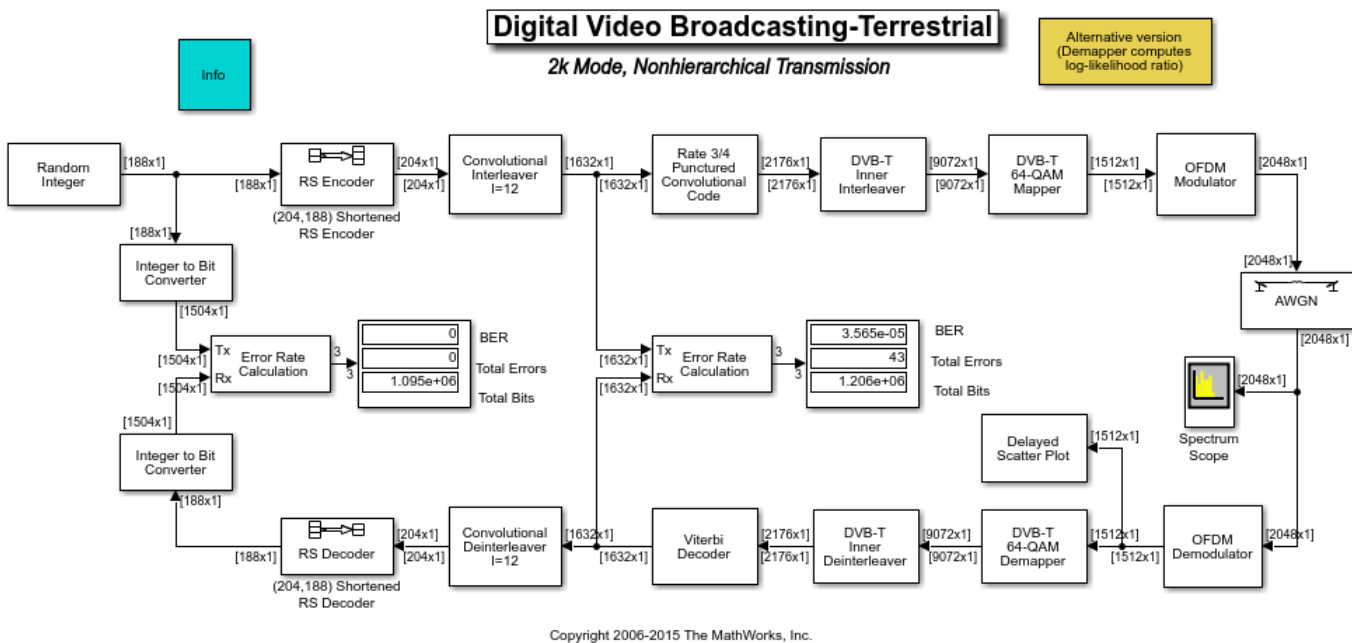 Digital Video Broadcasting-Terrestrial
2k Mode, Nonhierarchical Transmission
Info
Alternative version
(Demapper computes
log-likelihood ratio)
Random
Integer
[188x1]
[188x1]
RS Encoder
(204,188) Shortened
RS Encoder
[204x1]
[204x1]
Convolutional
Interleaver
I=12
[1632x1]
[1632x1]
Rate 3/4
Punctured
Convolutional
Code
[2176x1]
[2176x1]
DVB-T
Inner
Interleaver
[9072x1]
[9072x1]
DVB-T
64-QAM
Mapper
[1512x1]
[1512x1]
OFDM
Modulator
[2048x1]
[188x1]
Integer to Bit
Converter
[1504x1]
[2048x1]
AWGN
[2048x1]
[1504x1]
Tx
Rx
[1504x1]
Error Rate
Calculation
3
3
0
BER
0
Total Errors
1.095e+06
Total Bits
[1632x1]
Tx
Rx
[1632x1]
Error Rate
Calculation
3
3
3.565e-05
BER
43
Total Errors
1.206e+06
Total Bits
[2048x1]
Spectrum
Scope
[1504x1]
Integer to Bit
Converter
[188x1]
Delayed
Scatter Plot
[1512x1]
[188x1]
RS Decoder
(204,188) Shortened
RS Decoder
[204x1]
[204x1]
Convolutional
Deinterleaver
I=12
[1632x1]
[1632x1]
Viterbi
Decoder
[2176x1]
[2176x1]
DVB-T
Inner
Deinterleaver
[9072x1]
[9072x1]
DVB-T
64-QAM
Demapper
[1512x1]
[1512x1]
OFDM
Demodulator
[2048x1]
Copyright 2006-2015 The MathWorks, Inc.